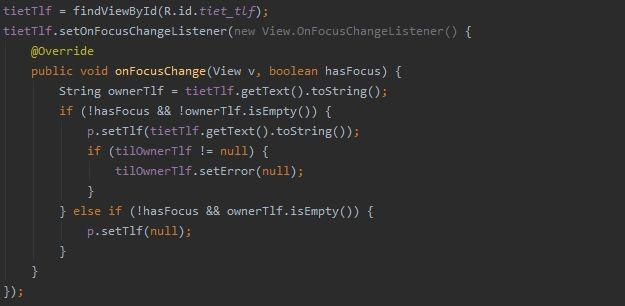 tietTlf = findViewById(R.id.tiet_tlf);
tietTlf.setOnFocusChangeListener(new View.OnFocusChangeListener() {
    @Override
    public void onFocusChange(View v, boolean hasFocus) {
        String ownerTlf = tietTlf.getText().toString();
        if (!hasFocus && !ownerTlf.isEmpty()) {
            p.setTlf(tietTlf.getText().toString());
            if (tilOwnerTlf != null) {
                tilOwnerTlf.setError(null);
            }
        } else if (!hasFocus && ownerTlf.isEmpty()) {
            p.setTlf(null);
        }
    }
});